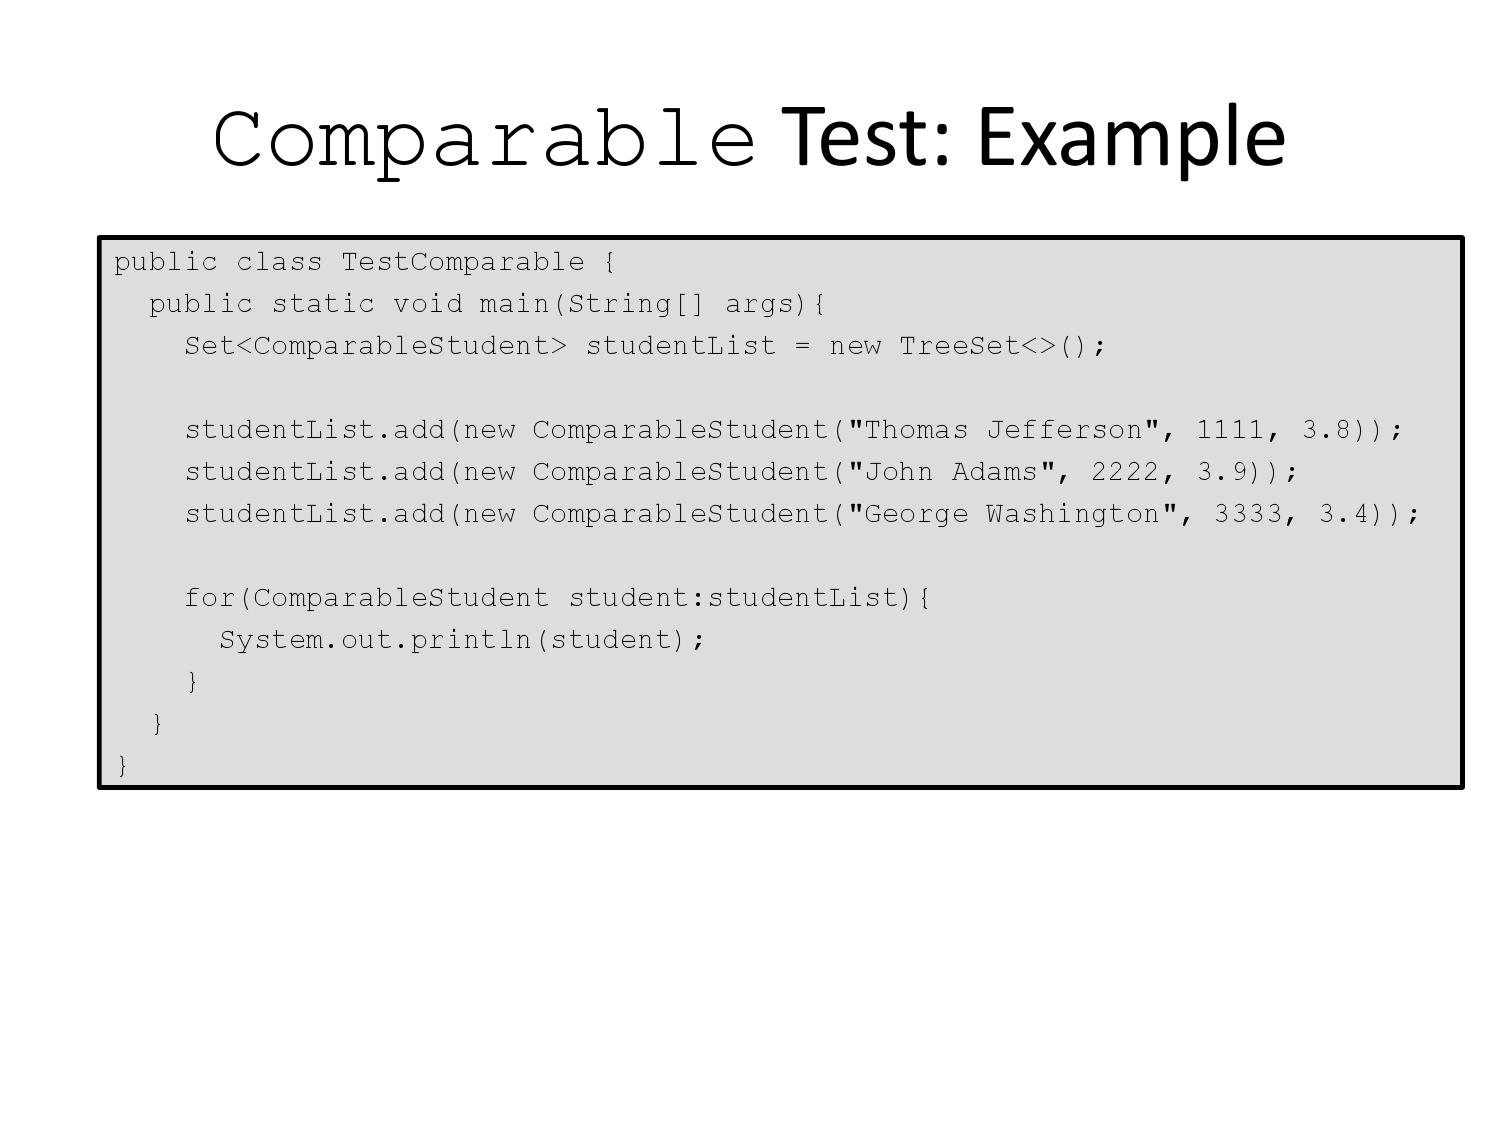 Comparable Test: Example
public class TestComparable {
  public static void main(String[] args){
    Set<ComparableStudent> studentList = new TreeSet<>();
    studentList.add(new ComparableStudent("Thomas Jefferson", 1111, 3.8));
    studentList.add(new ComparableStudent("John Adams", 2222, 3.9));
    studentList.add(new ComparableStudent("George Washington", 3333, 3.4));
    for(ComparableStudent student:studentList){
      System.out.println(student);
    }
  }
}